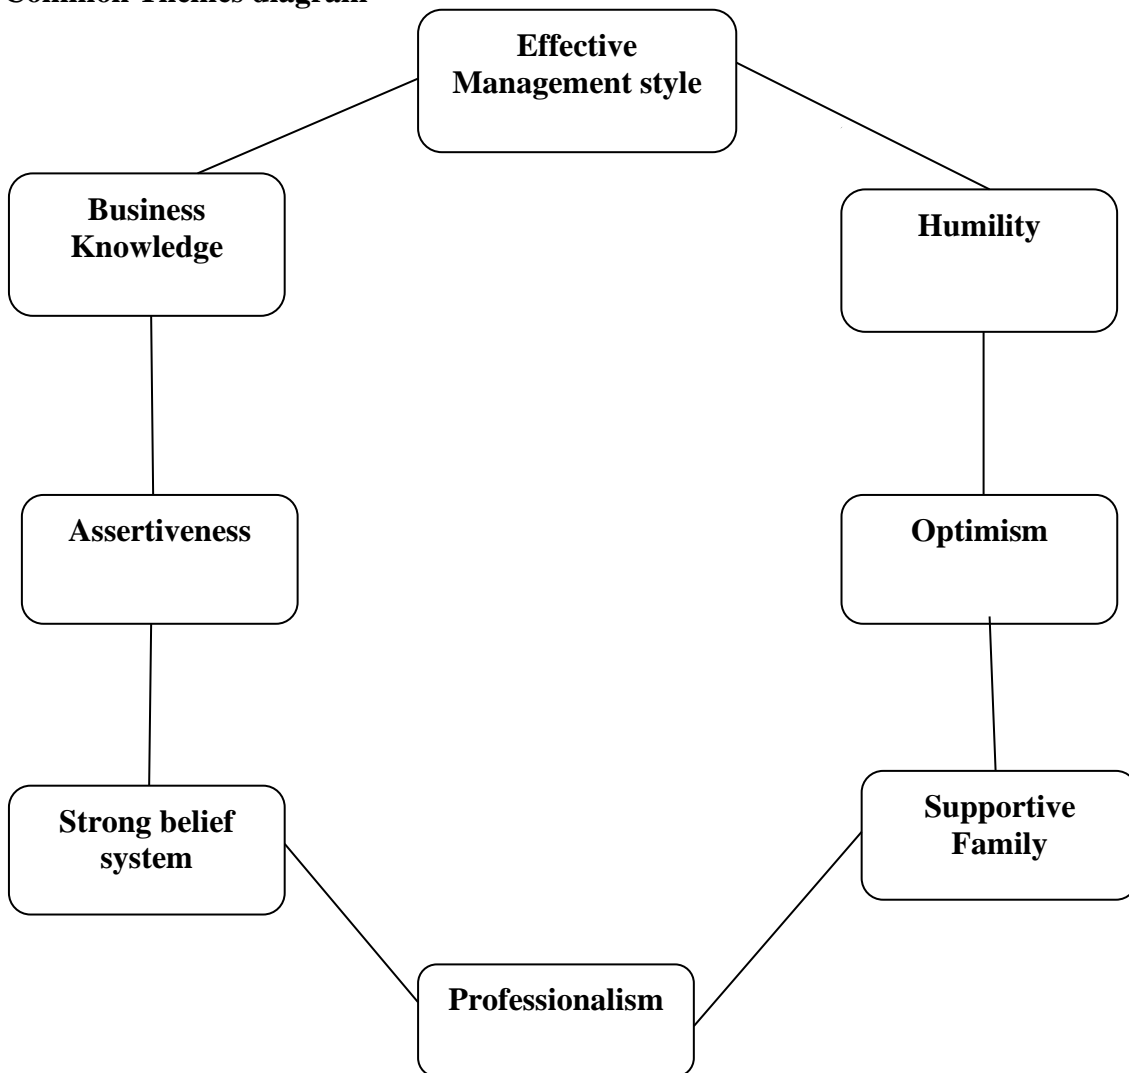 Common Themes diagram
Effective
Management style
Business
Knowledge
Humility
Assertiveness
Optimism
Strong belief
system
Supportive
Family
Professionalism